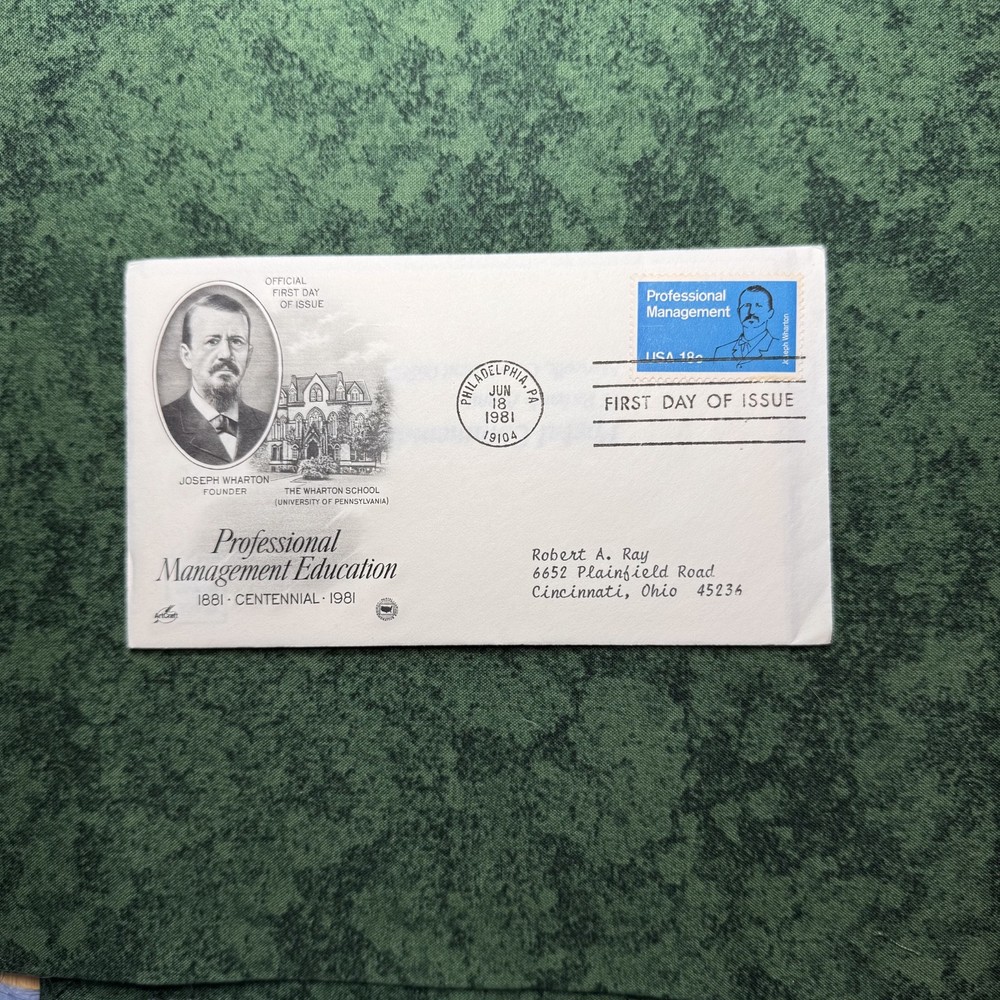 OFFICIAL
FIRST DAY
OF ISSUE
JOSEPH WHARTON
FOUNDER
THE WHARTON SCHOOL
(UNIVERSITY OF PENNSYLVANIA)
Professional
Management Education
1881 · CENTENNIAL · 1981
ArtCraft
PHILADELPHIA, PA
JUN
18
1981
19104
Professional
Management
USA 18c
Joseph Wharton
FIRST DAY OF ISSUE
Robert A. Ray
6652 Plainfield Road
Cincinnati, Ohio 45236